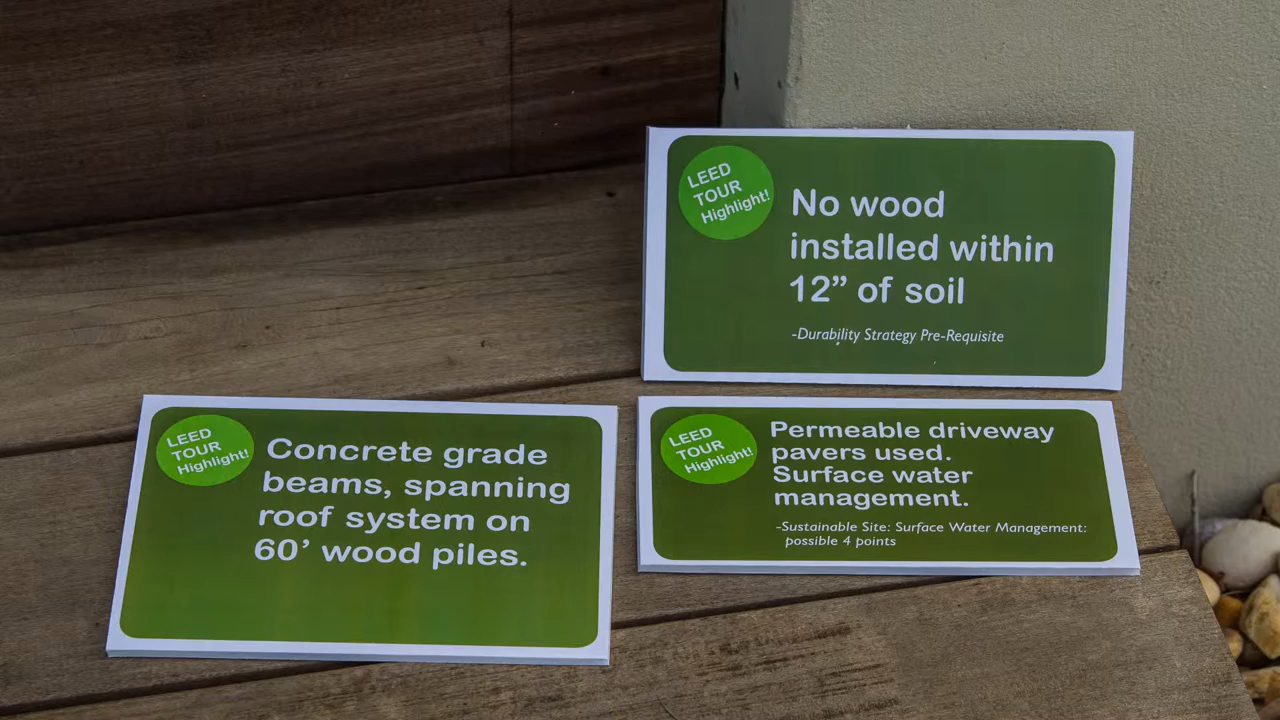 LEED
TOUR
Highlight!
No wood
installed within
12” of soil
-Durability Strategy Pre-Requisite
LEED
TOUR
Highlight!
Concrete grade
beams, spanning
roof system on
60’ wood piles.
LEED
TOUR
Highlight!
Permeable driveway
pavers used.
Surface water
management.
-Sustainable Site: Surface Water Management:
possible 4 points